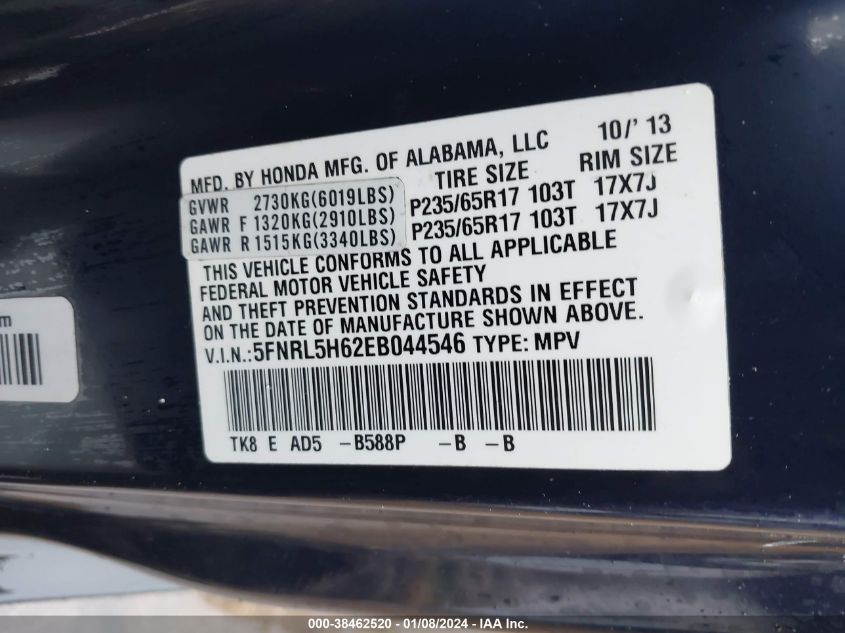 MFD. BY HONDA MFG. OF ALABAMA, LLC 10/'13
TIRE SIZE RIM SIZE
GVWR 2730KG(6019LBS)
GAWR F 1320KG(2910LBS) P235/65R17 103T 17X7J
GAWR R 1515KG(3340LBS) P235/65R17 103T 17X7J
THIS VEHICLE CONFORMS TO ALL APPLICABLE
FEDERAL MOTOR VEHICLE SAFETY
AND THEFT PREVENTION STANDARDS IN EFFECT
ON THE DATE OF MANUFACTURE SHOWN ABOVE.
V.I.N.:5FNRL5H62EB044546 TYPE: MPV
TK8 E AD5 -B588P -B -B
m
000-38462520 - 01/08/2024 - IAA Inc.